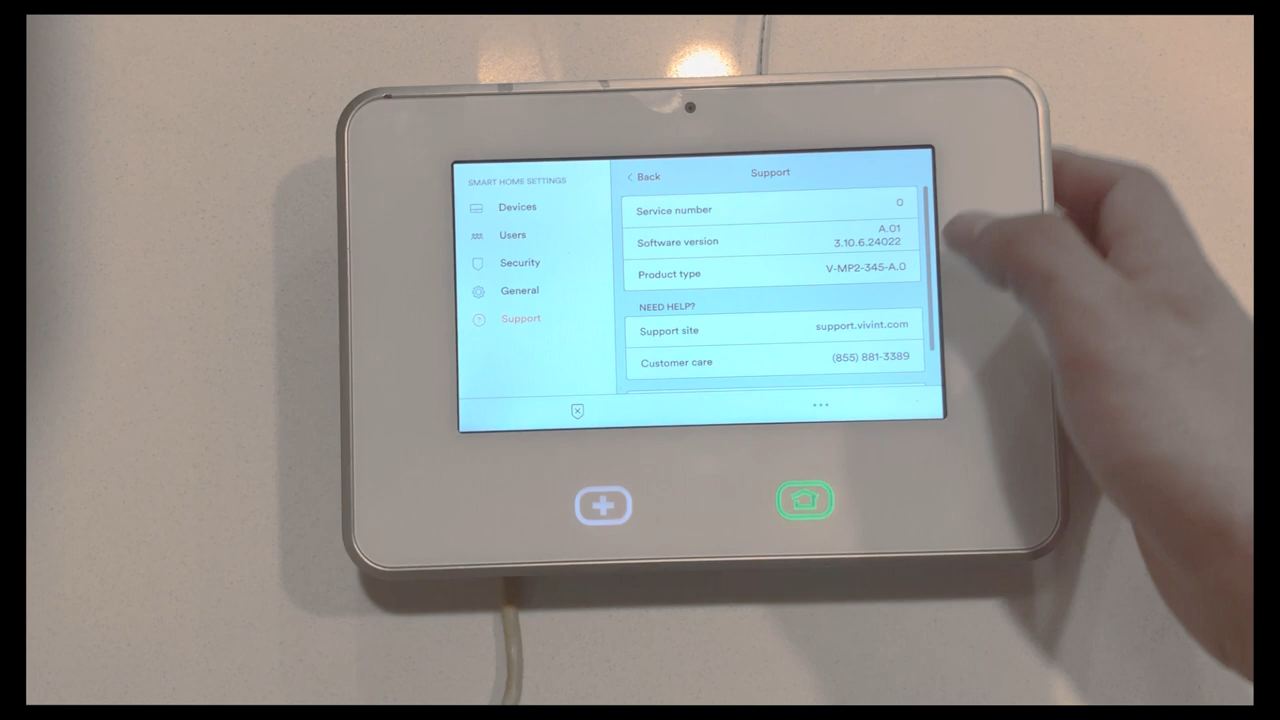 SMART HOME SETTINGS
Devices
Users
Security
General
Support
Back
Support
Service number
0
Software version
A.01
3.10.6.24022
Product type
V-MP2-345-A.0
NEED HELP?
Support site
support.vivint.com
Customer care
(855) 881-3389